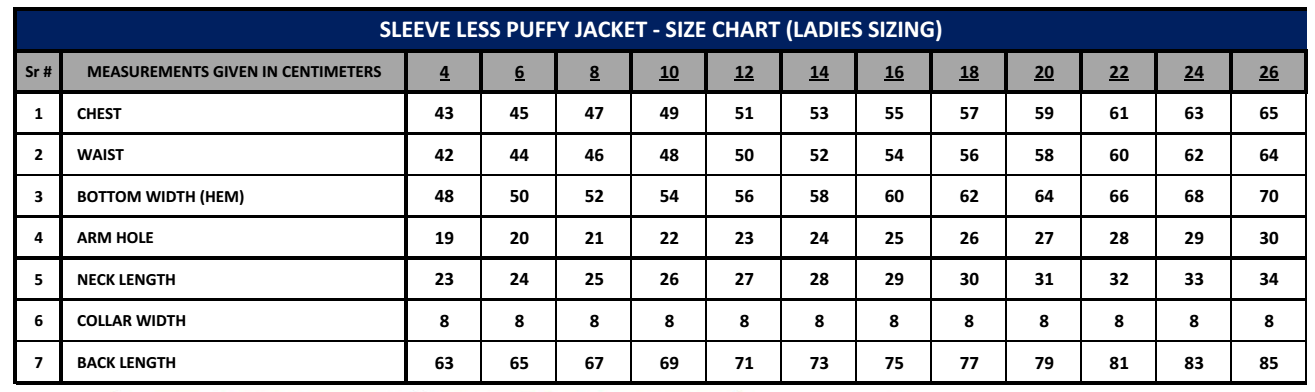 SLEEVE LESS PUFFY JACKET - SIZE CHART (LADIES SIZING)
Sr # MEASUREMENTS GIVEN IN CENTIMETERS 4 6 8 10 12 14 16 18 20 22 24 26
1 CHEST 43 45 47 49 51 53 55 57 59 61 63 65
2 WAIST 42 44 46 48 50 52 54 56 58 60 62 64
3 BOTTOM WIDTH (HEM) 48 50 52 54 56 58 60 62 64 66 68 70
4 ARM HOLE 19 20 21 22 23 24 25 26 27 28 29 30
5 NECK LENGTH 23 24 25 26 27 28 29 30 31 32 33 34
6 COLLAR WIDTH 8 8 8 8 8 8 8 8 8 8 8 8
7 BACK LENGTH 63 65 67 69 71 73 75 77 79 81 83 85